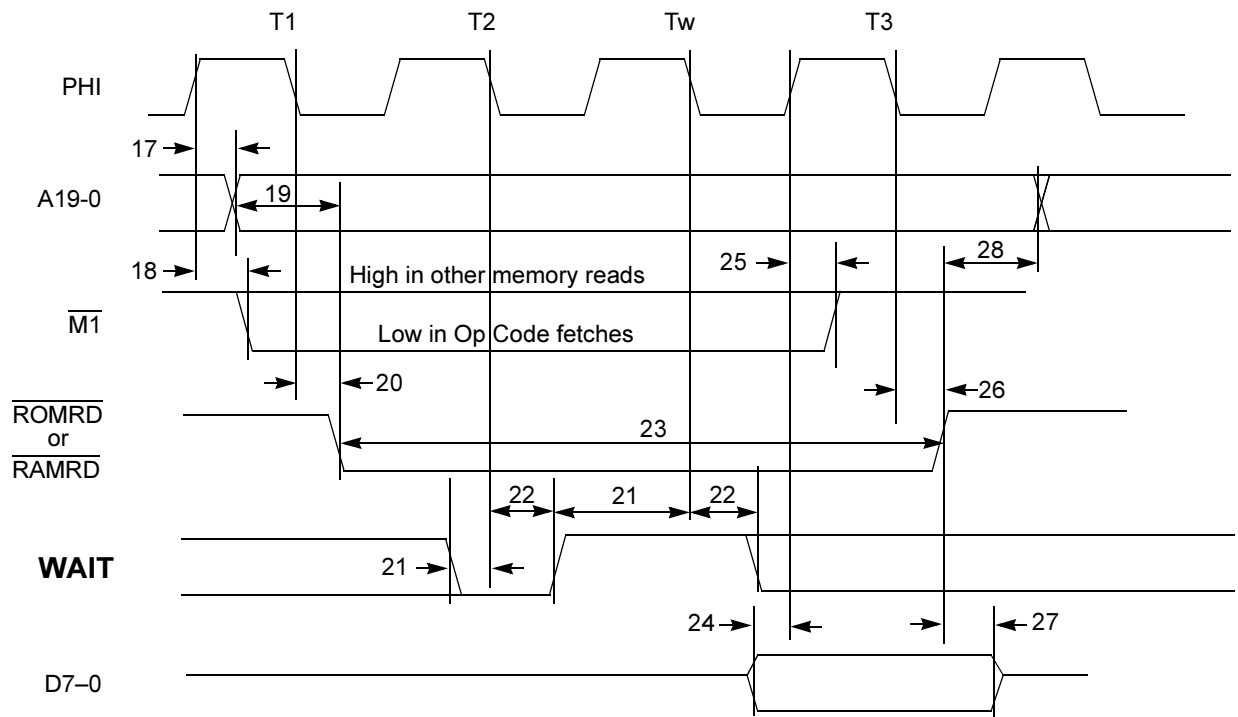 T1 T2 Tw T3
PHI
17
A19-0
19
18
High in other memory reads
25
28
M1
Low in Op Code fetches
20
26
ROMRD
or
RAMRD
23
22 21 22
WAIT
21
24
27
D7–0